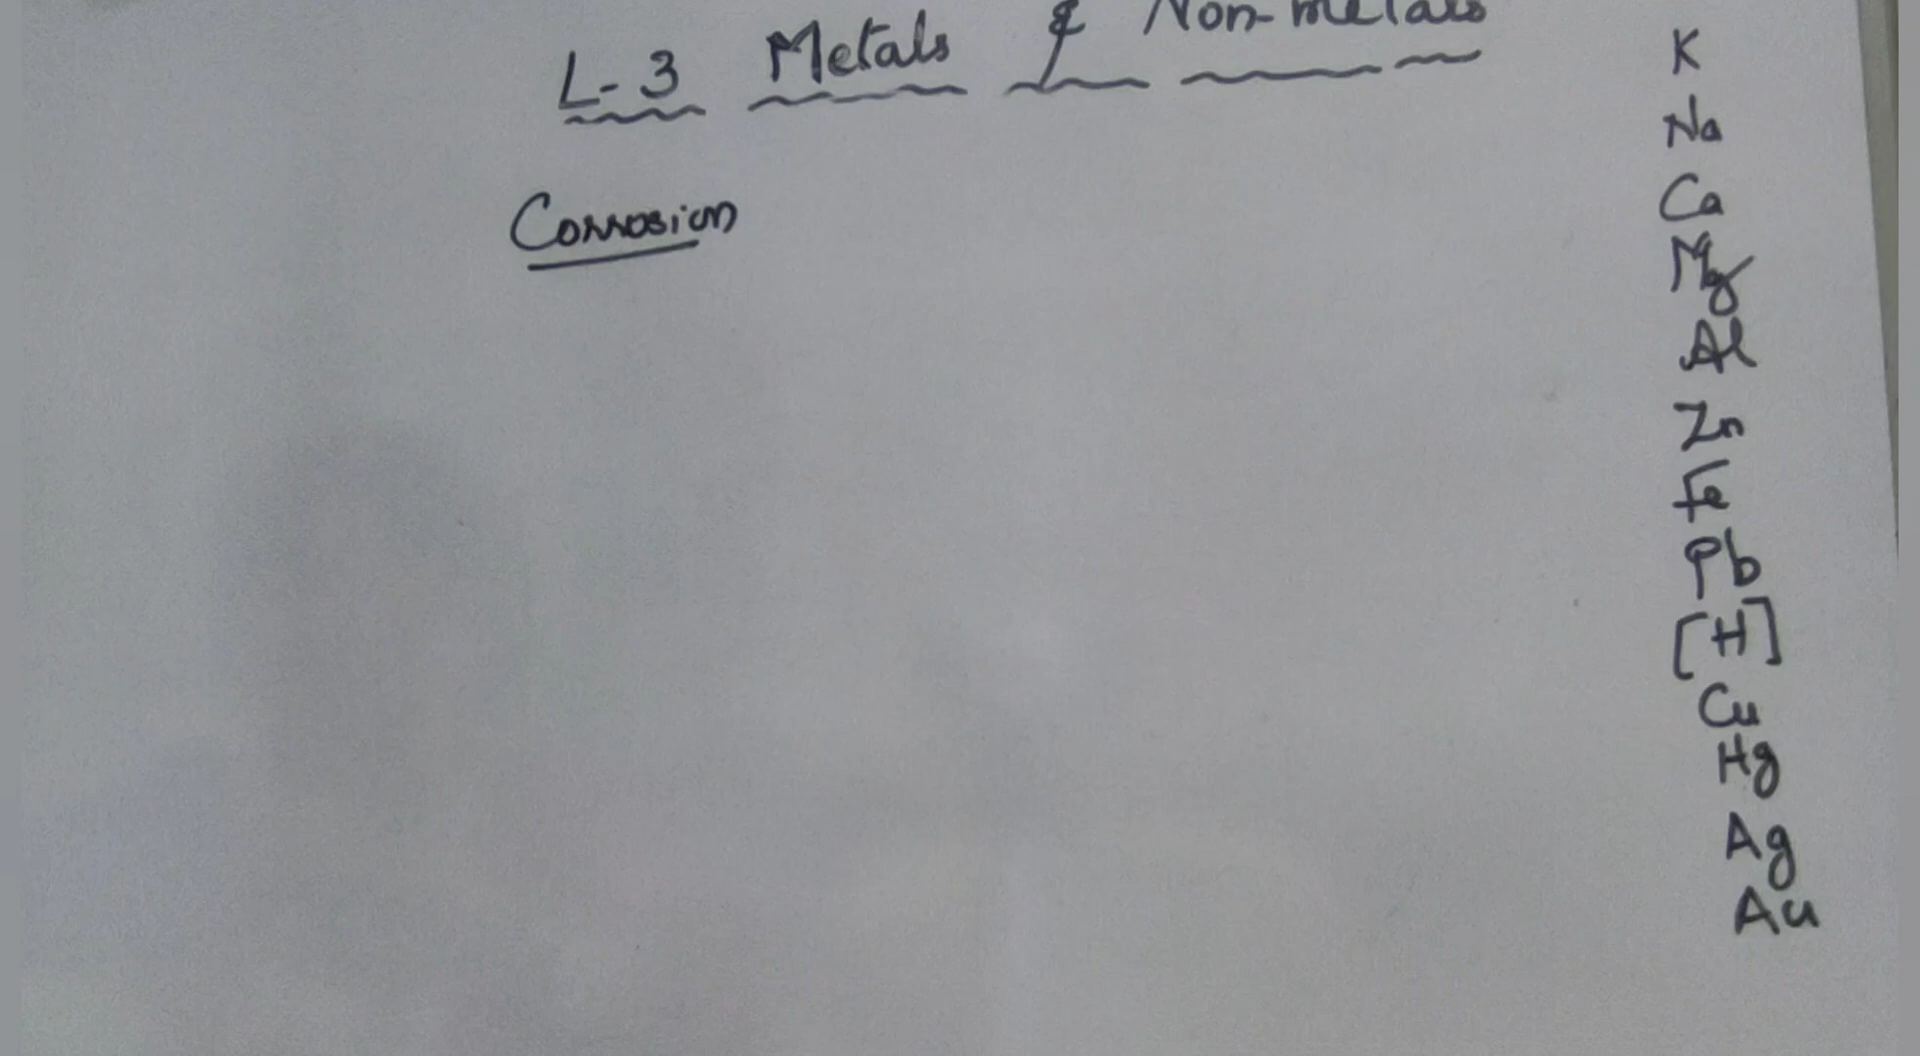 L-3 Metals & Non-metals
Corrosion
K
Na
Ca
Mg
Al
Zn
Fe
Pb
[H]
Cu
Hg
Ag
Au